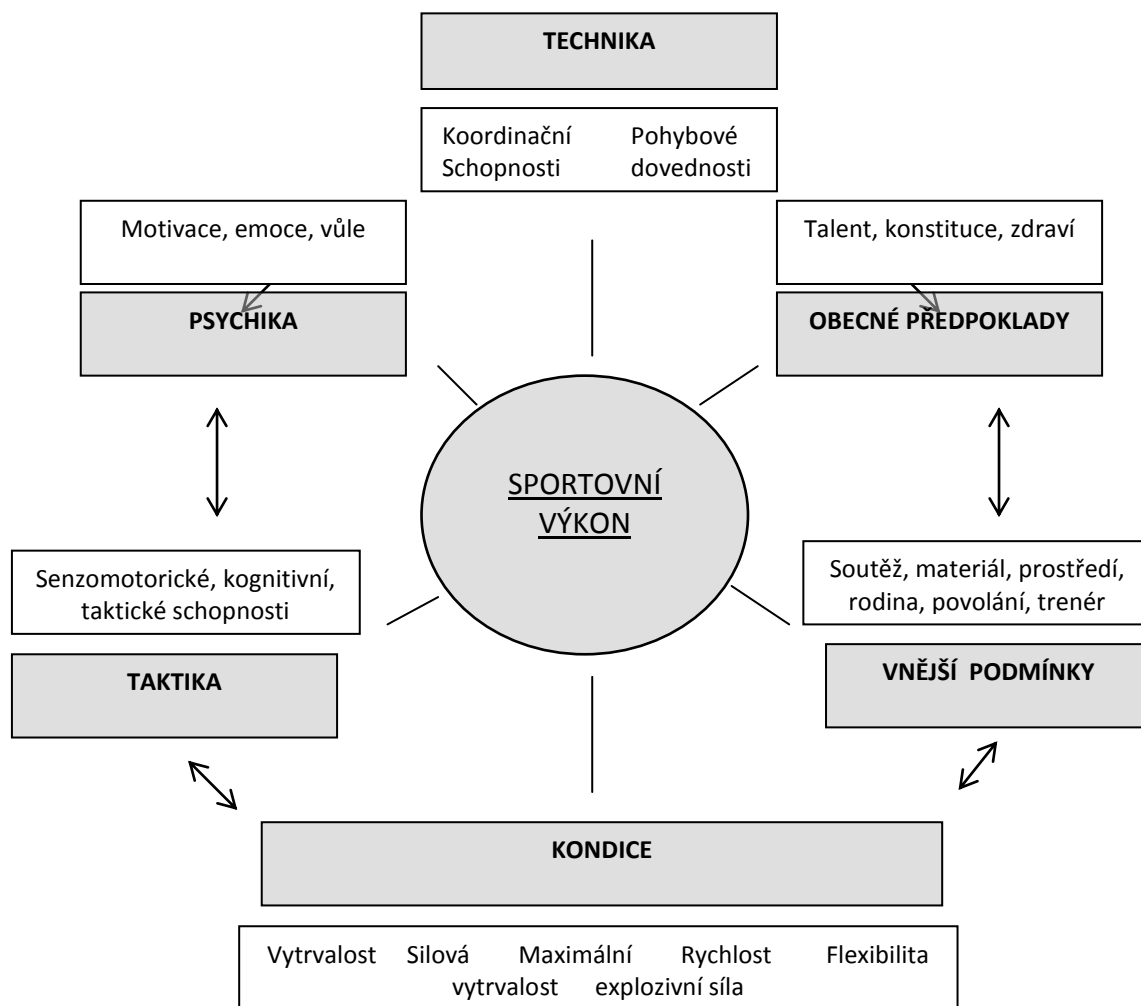 TECHNIKA
Koordinační Pohybové
Schopnosti dovednosti
Motivace, emoce, vůle
PSYCHIKA
Talent, konstituce, zdraví
OBECNÉ PŘEDPOKLADY
SPORTOVNÍ
VÝKON
Senzomotorické, kognitivní,
taktické schopnosti
TAKTIKA
Soutěž, materiál, prostředí,
rodina, povolání, trenér
VNĚJŠÍ PODMÍNKY
KONDICE
Vytrvalost Silová Maximální Rychlost Flexibilita
vytrvalost explozivní síla